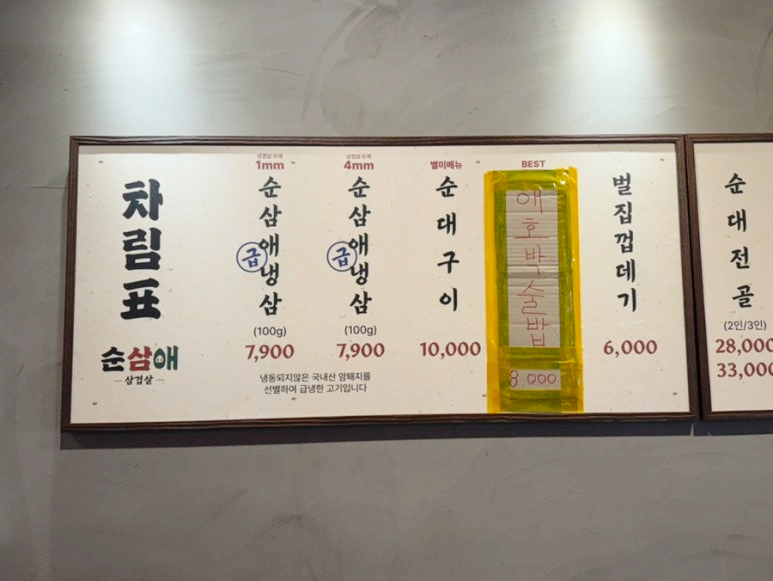 차림표
순삼애
삼겹살
삼겹살 두께
1mm
순삼애냉삼
급
(100g)
7,900
삼겹살 두께
4mm
순삼애냉삼
급
(100g)
7,900
냉동되지않은 국내산 암퇘지를
선별하여 급냉한 고기입니다
별미메뉴
순대구이
10,000
BEST
애호박술밥
8,000
벌집껍데기
6,000
순대전골
(2인/3인)
28,000
33,000